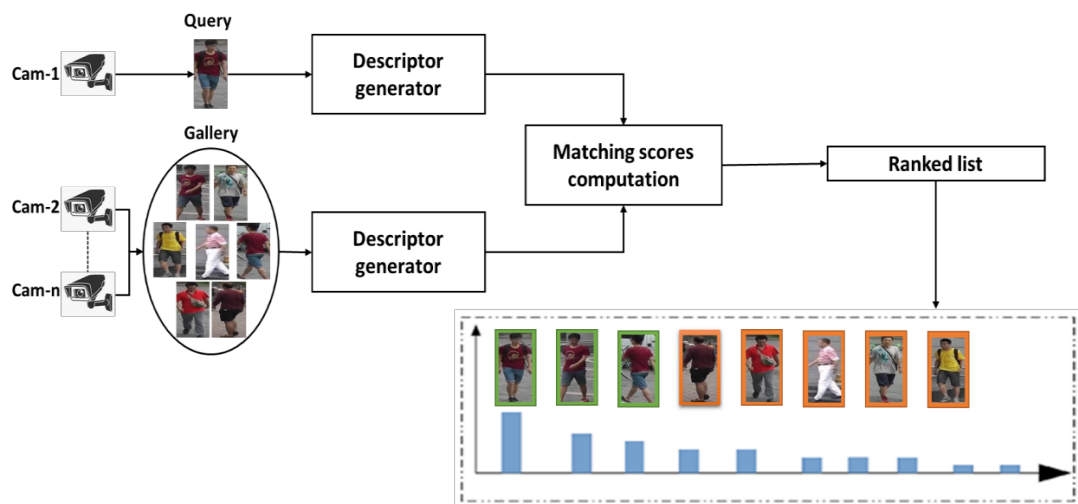 Query
Cam-1
Descriptor
generator
Gallery
Matching scores
computation
Ranked list
Cam-2
Descriptor
generator
Cam-n